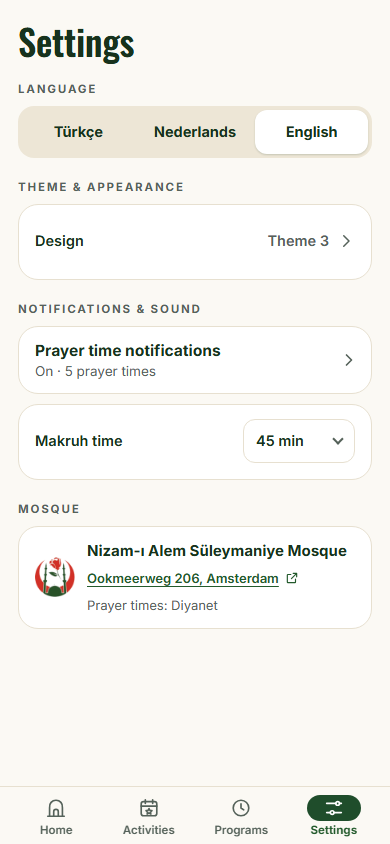 Settings
LANGUAGE
Türkçe Nederlands English
THEME & APPEARANCE
Design Theme 3
NOTIFICATIONS & SOUND
Prayer time notifications
On · 5 prayer times
Makruh time 45 min
MOSQUE
Nizam-ı Alem Süleymaniye Mosque
Ookmeerweg 206, Amsterdam
Prayer times: Diyanet
Home Activities Programs Settings